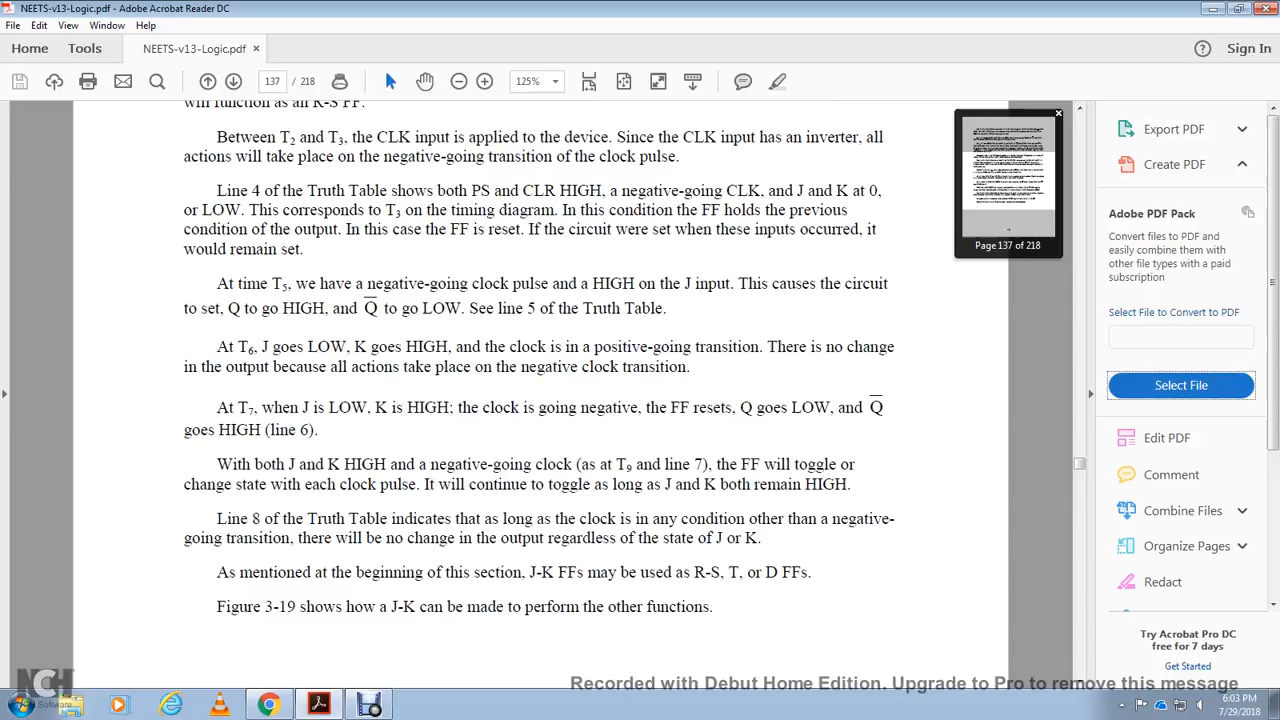 NEETS-v13-Logic.pdf - Adobe Acrobat Reader DC
File Edit View Window Help
Home Tools NEETS-v13-Logic.pdf × Sign In
137 / 218 125%
will function as an R-S FF.
Between T2 and T3, the CLK input is applied to the device. Since the CLK input has an inverter, all
actions will take place on the negative-going transition of the clock pulse.
Line 4 of the Truth Table shows both PS and CLR HIGH, a negative-going CLK, and J and K at 0,
or LOW. This corresponds to T3 on the timing diagram. In this condition the FF holds the previous
condition of the output. In this case the FF is reset. If the circuit were set when these inputs occurred, it
would remain set.
At time T5, we have a negative-going clock pulse and a HIGH on the J input. This causes the circuit
to set, Q to go HIGH, and Q̅ to go LOW. See line 5 of the Truth Table.
At T6, J goes LOW, K goes HIGH, and the clock is in a positive-going transition. There is no change
in the output because all actions take place on the negative clock transition.
At T7, when J is LOW, K is HIGH; the clock is going negative, the FF resets, Q goes LOW, and Q̅
goes HIGH (line 6).
With both J and K HIGH and a negative-going clock (as at T9 and line 7), the FF will toggle or
change state with each clock pulse. It will continue to toggle as long as J and K both remain HIGH.
Line 8 of the Truth Table indicates that as long as the clock is in any condition other than a negative-
going transition, there will be no change in the output regardless of the state of J or K.
As mentioned at the beginning of this section, J-K FFs may be used as R-S, T, or D FFs.
Figure 3-19 shows how a J-K can be made to perform the other functions.
Page 137 of 218
Export PDF
Create PDF
Adobe PDF Pack
Convert files to PDF and
easily combine them with
other file types with a paid
subscription
Select File to Convert to PDF
Select File
Edit PDF
Comment
Combine Files
Organize Pages
Redact
Try Acrobat Pro DC
free for 7 days
Get Started
NCH
Software
Recorded with Debut Home Edition. Upgrade to Pro to remove this message
6:03 PM
7/29/2018